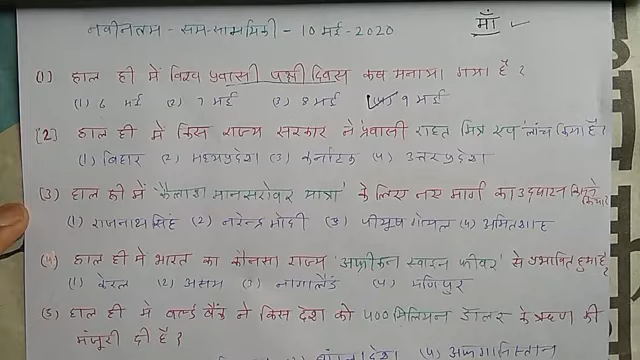 माँ
नवीनतम - सम-सामयिकी - 10 मई - 2020
(1) हाल ही में विश्व प्रवासी पक्षी दिवस कब मनाया गया है ?
(1) 6 मई (2) 7 मई (3) 8 मई (4) 9 मई
(2) हाल ही में किस राज्य सरकार ने प्रवासी राहत मित्र एप लांच किया है ?
(1) बिहार (2) मध्यप्रदेश (3) कर्नाटक (4) उत्तरप्रदेश
(3) हाल ही में 'कैलाश मानसरोवर यात्रा' के लिए नए मार्ग का उद्घाटन किसने किया है
(1) राजनाथ सिंह (2) नरेन्द्र मोदी (3) पीयूष गोयल (4) अमितशाह
(4) हाल ही में भारत का कौनसा राज्य 'अफ्रीकन स्वाइन फीवर' से प्रभावित हुआ है ?
(1) केरल (2) असम (3) नागालैंड (4) मणिपुर
(5) हाल ही में वर्ल्ड बैंक ने किस देश को 400 मिलियन डॉलर के ऋण की
मंजूरी दी है ?
बांग्लादेश (4) अफगानिस्तान